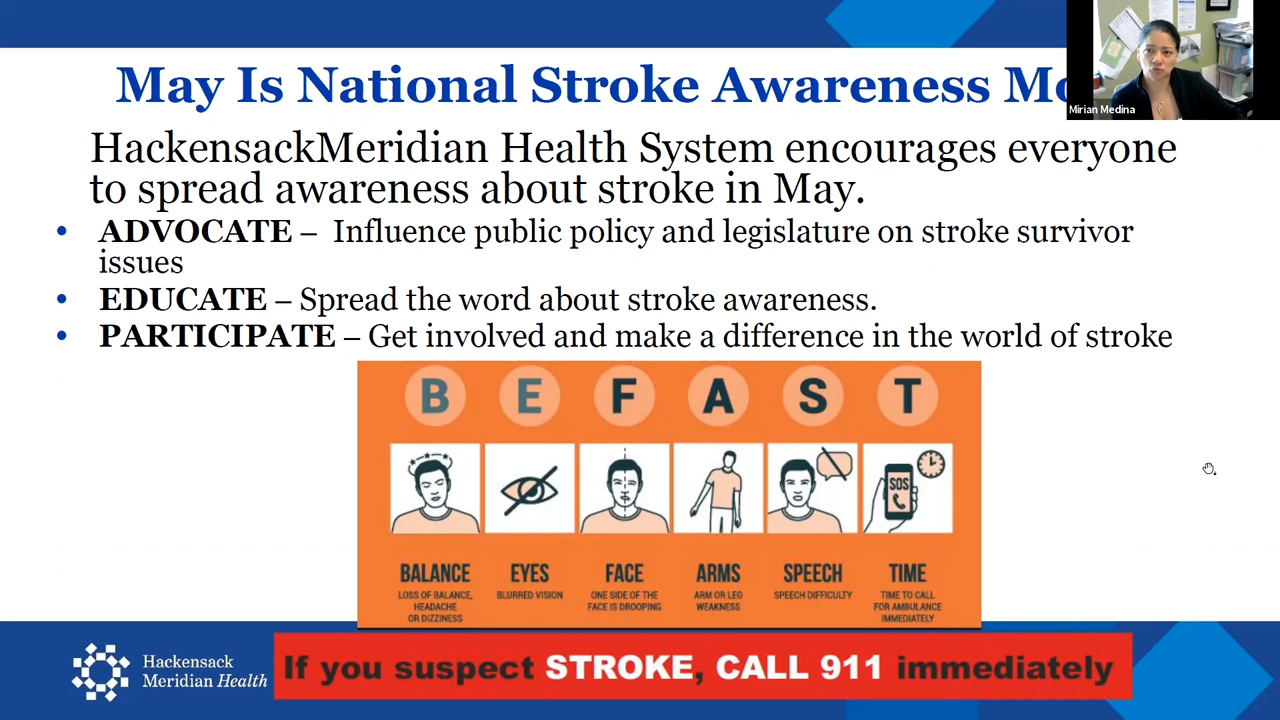 May Is National Stroke Awareness Mo
Mirian Medina
HackensackMeridian Health System encourages everyone
to spread awareness about stroke in May.
• ADVOCATE – Influence public policy and legislature on stroke survivor
issues
• EDUCATE – Spread the word about stroke awareness.
• PARTICIPATE – Get involved and make a difference in the world of stroke
B E F A S T
SOS
BALANCE
LOSS OF BALANCE,
HEADACHE
OR DIZZINESS
EYES
BLURRED VISION
FACE
ONE SIDE OF THE
FACE IS DROOPING
ARMS
ARM OR LEG
WEAKNESS
SPEECH
SPEECH DIFFICULTY
TIME
TIME TO CALL
FOR AMBULANCE
IMMEDIATELY
Hackensack
Meridian Health
If you suspect STROKE, CALL 911 immediately